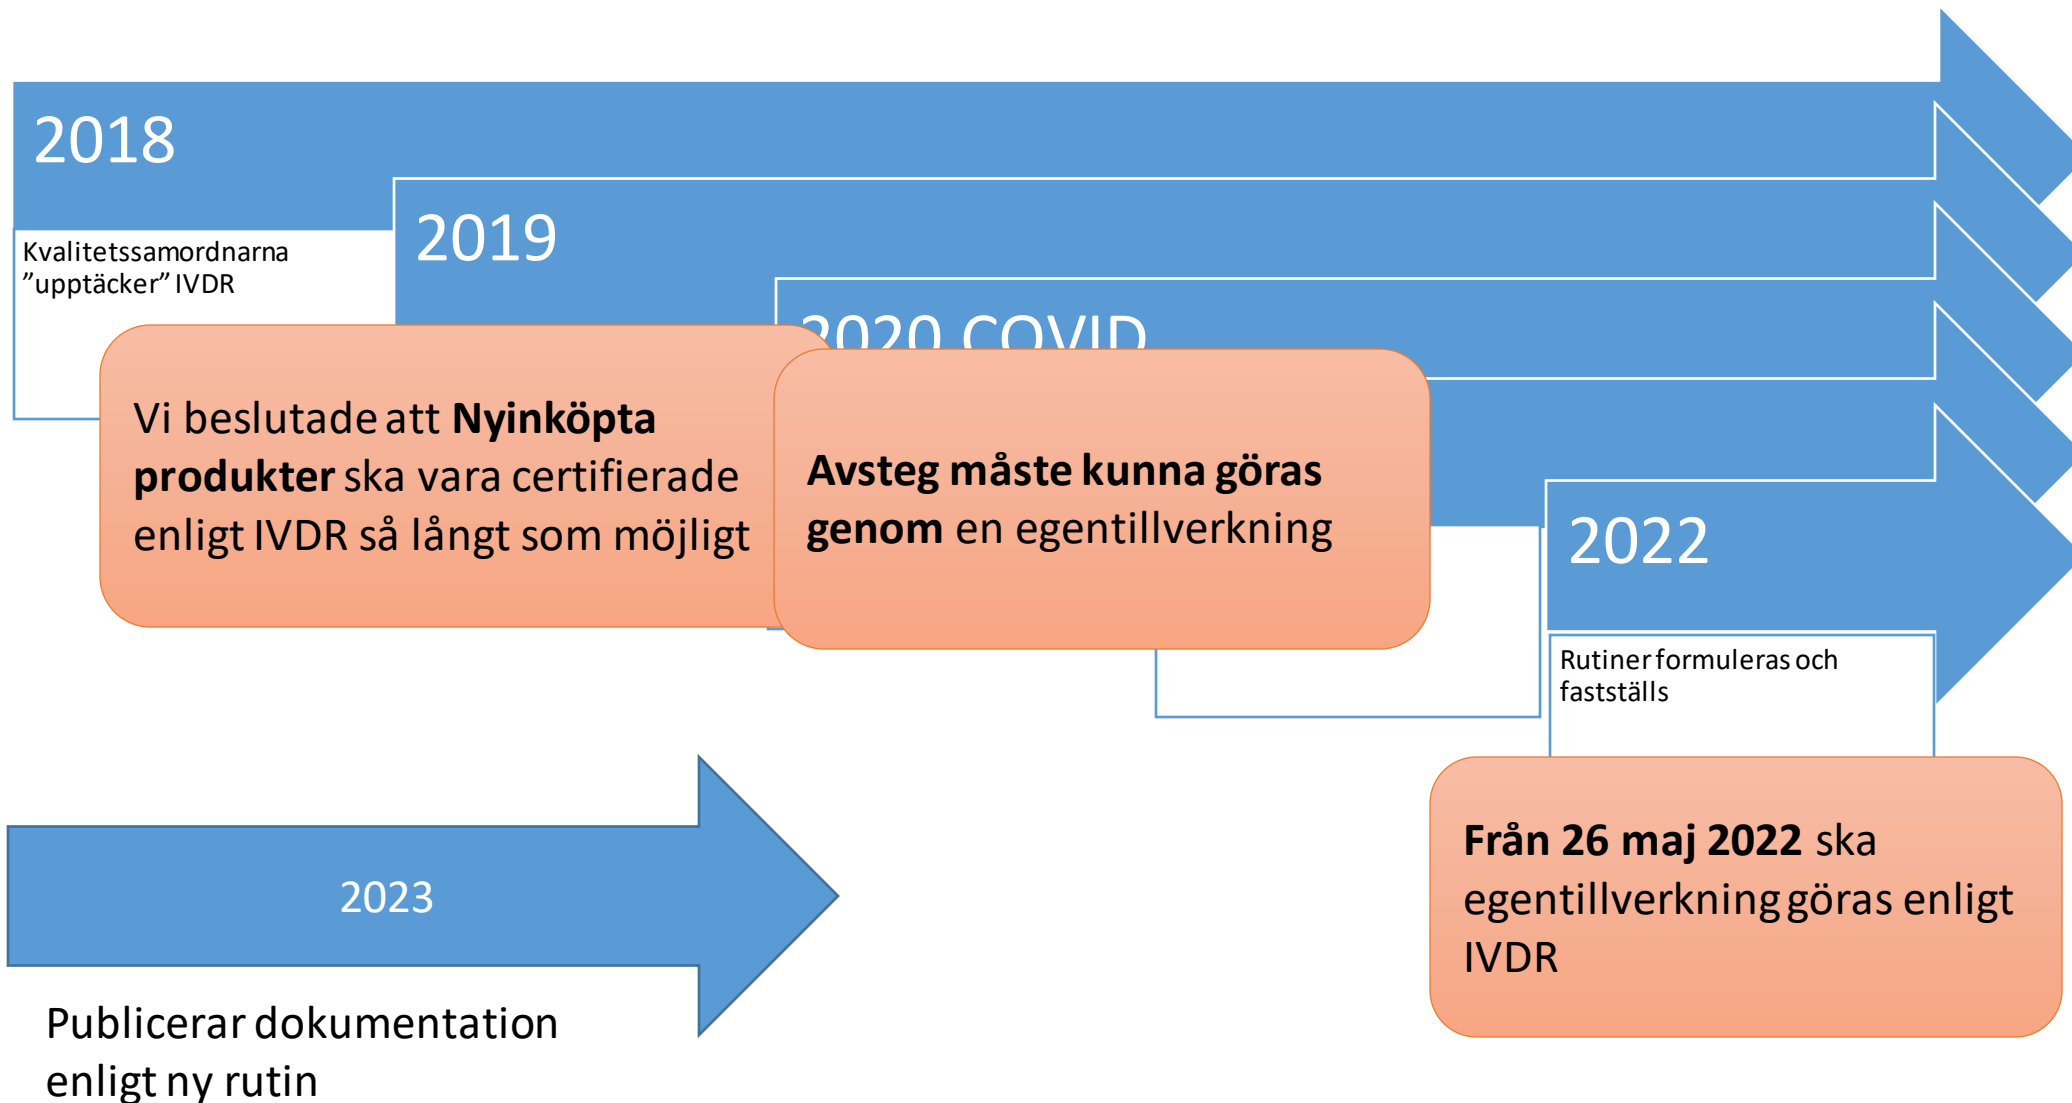 2018
Kvalitetssamordnarna
”upptäcker” IVDR
2019
2020 COVID
Vi beslutade att Nyinköpta
produkter ska vara certifierade
enligt IVDR så långt som möjligt
Avsteg måste kunna göras
genom en egentillverkning
2022
Rutiner formuleras och
fastställs
Från 26 maj 2022 ska
egentillverkning göras enligt
IVDR
2023
Publicerar dokumentation
enligt ny rutin